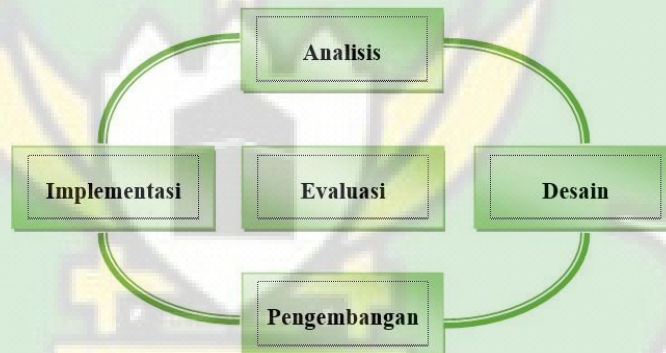 Analisis
Implementasi
Evaluasi
Desain
Pengembangan